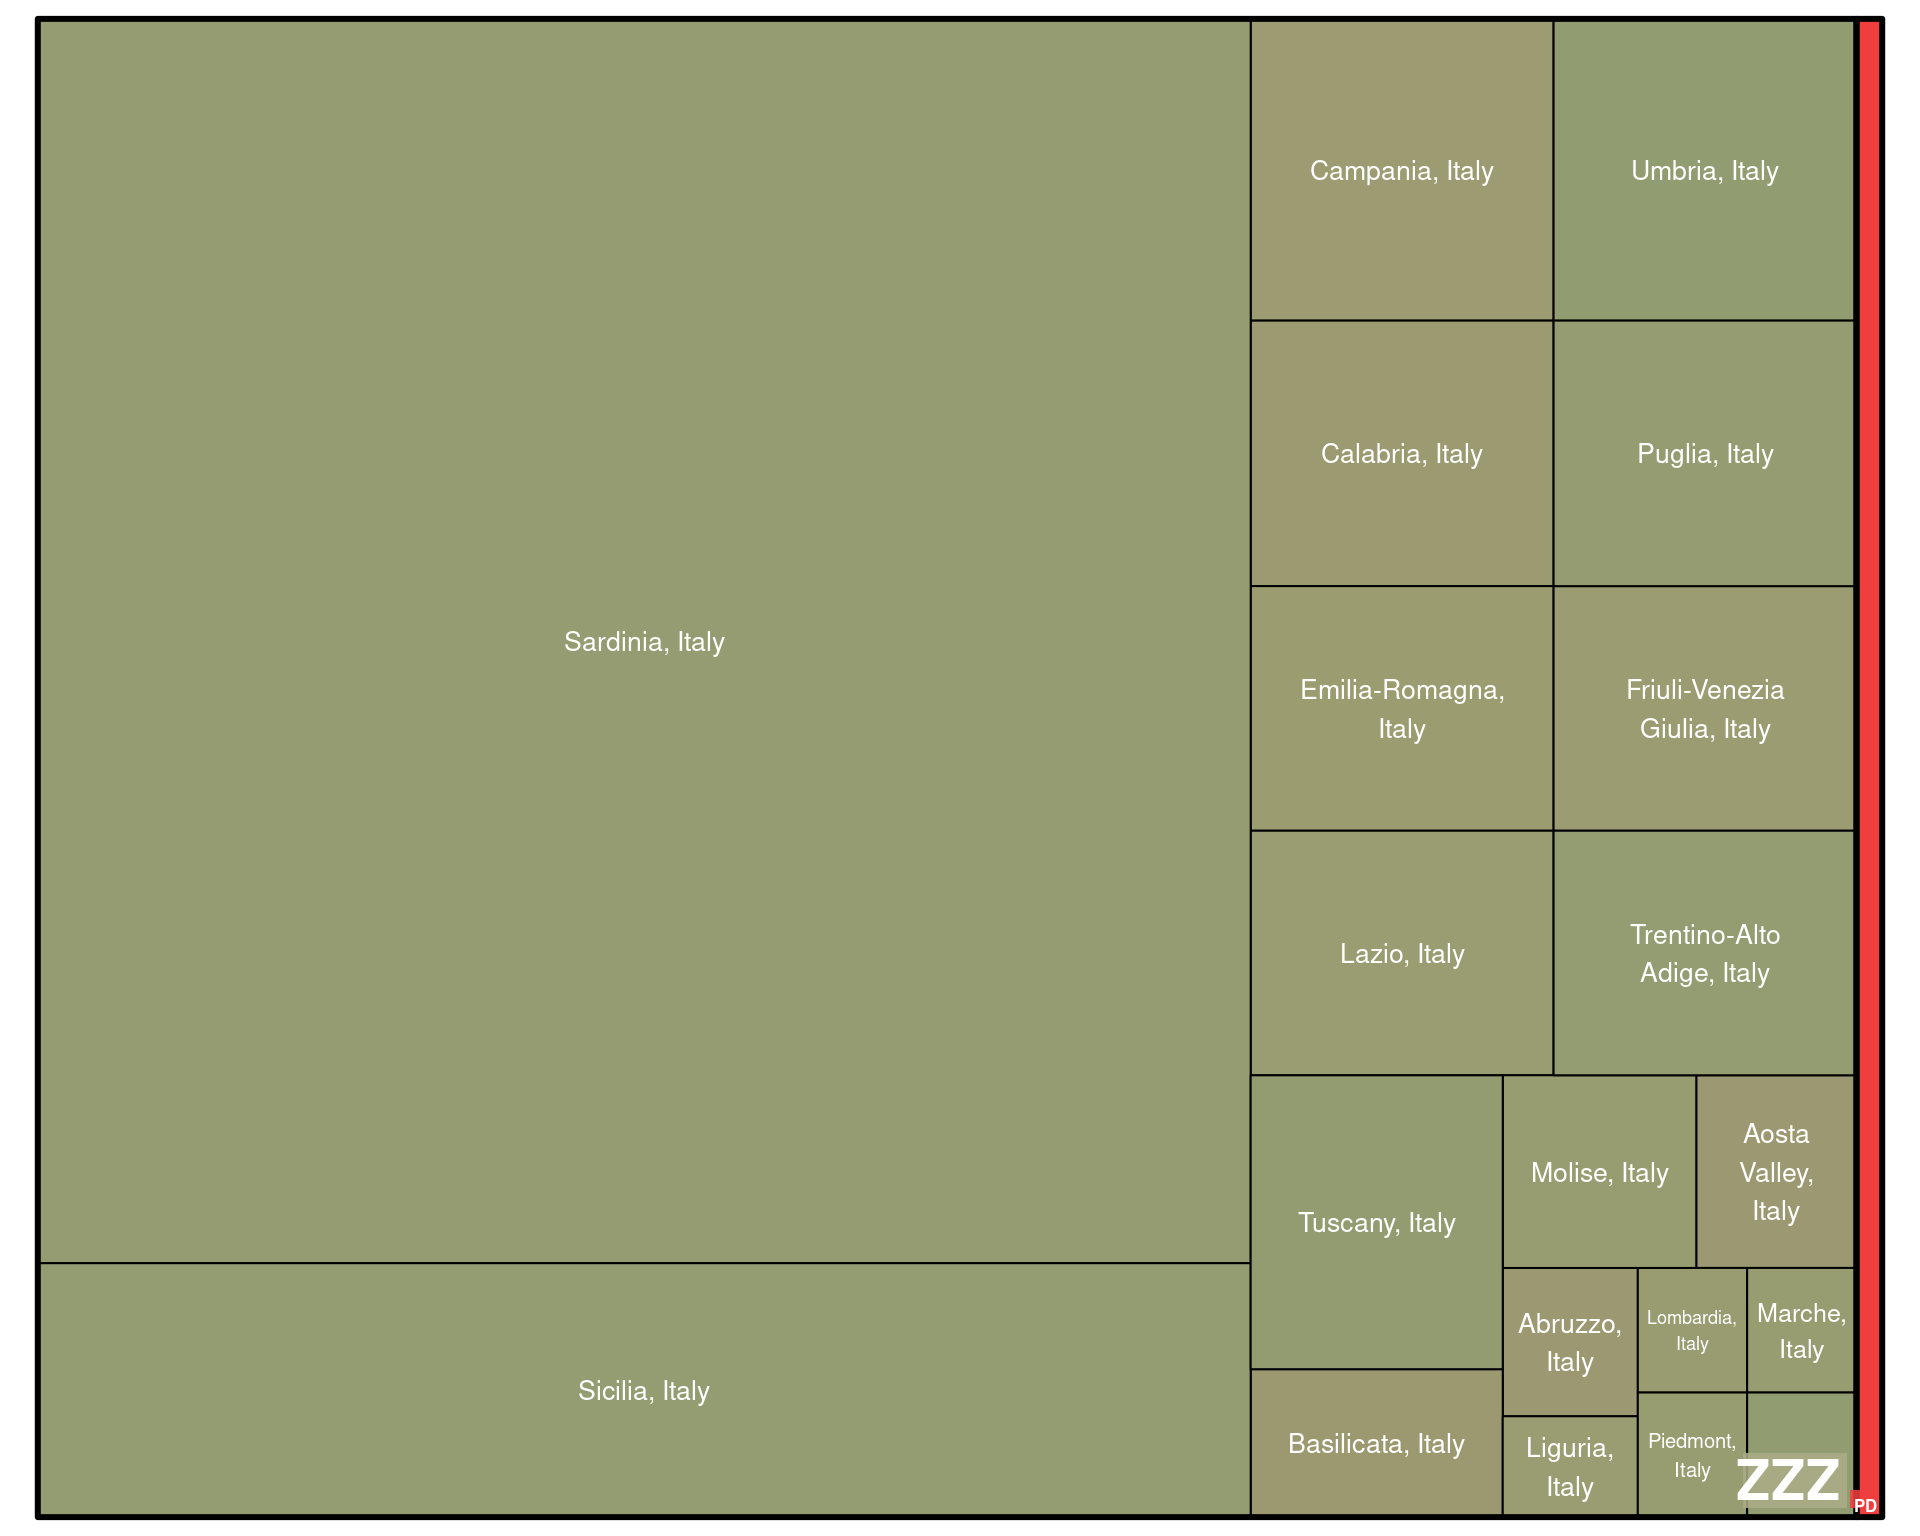 Campania, Italy
Umbria, Italy
Calabria, Italy
Puglia, Italy
Sardinia, Italy
Emilia-Romagna,
Italy
Friuli-Venezia
Giulia, Italy
Lazio, Italy
Trentino-Alto
Adige, Italy
Tuscany, Italy
Molise, Italy
Aosta
Valley,
Italy
Sicilia, Italy
Basilicata, Italy
Abruzzo,
Italy
Lombardia,
Italy
Marche,
Italy
Liguria,
Italy
Piedmont,
Italy
ZZZ
PD